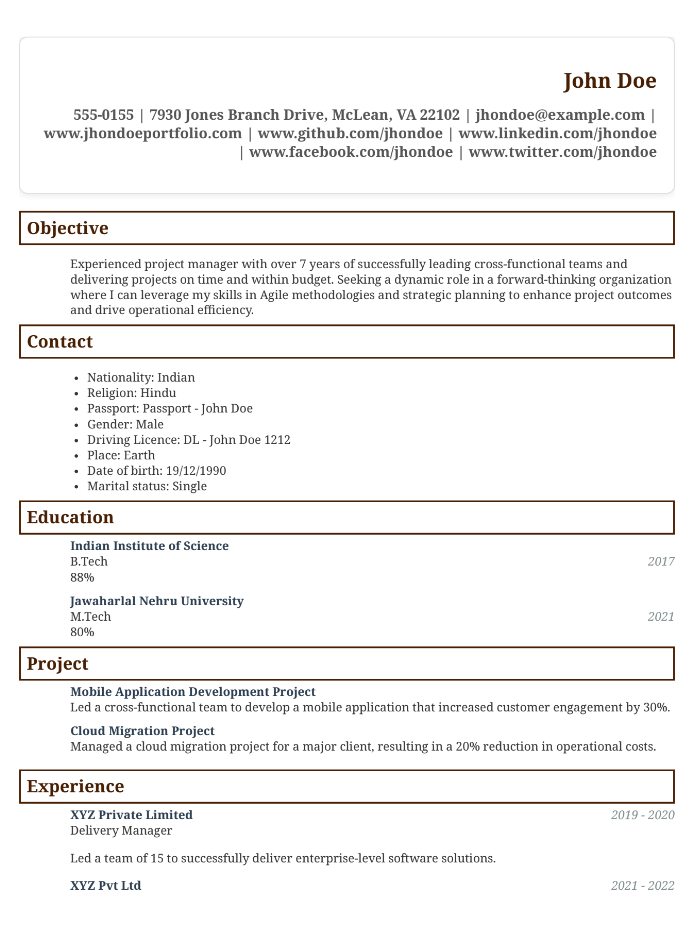 John Doe
555-0155 | 7930 Jones Branch Drive, McLean, VA 22102 | jhondoe@example.com |
www.jhondoeportfolio.com | www.github.com/jhondoe | www.linkedin.com/jhondoe
| www.facebook.com/jhondoe | www.twitter.com/jhondoe
Objective
Experienced project manager with over 7 years of successfully leading cross-functional teams and
delivering projects on time and within budget. Seeking a dynamic role in a forward-thinking organization
where I can leverage my skills in Agile methodologies and strategic planning to enhance project outcomes
and drive operational efficiency.
Contact
• Nationality: Indian
• Religion: Hindu
• Passport: Passport - John Doe
• Gender: Male
• Driving Licence: DL - John Doe 1212
• Place: Earth
• Date of birth: 19/12/1990
• Marital status: Single
Education
Indian Institute of Science
B.Tech 2017
88%
Jawaharlal Nehru University
M.Tech 2021
80%
Project
Mobile Application Development Project
Led a cross-functional team to develop a mobile application that increased customer engagement by 30%.
Cloud Migration Project
Managed a cloud migration project for a major client, resulting in a 20% reduction in operational costs.
Experience
XYZ Private Limited 2019 - 2020
Delivery Manager
Led a team of 15 to successfully deliver enterprise-level software solutions.
XYZ Pvt Ltd 2021 - 2022